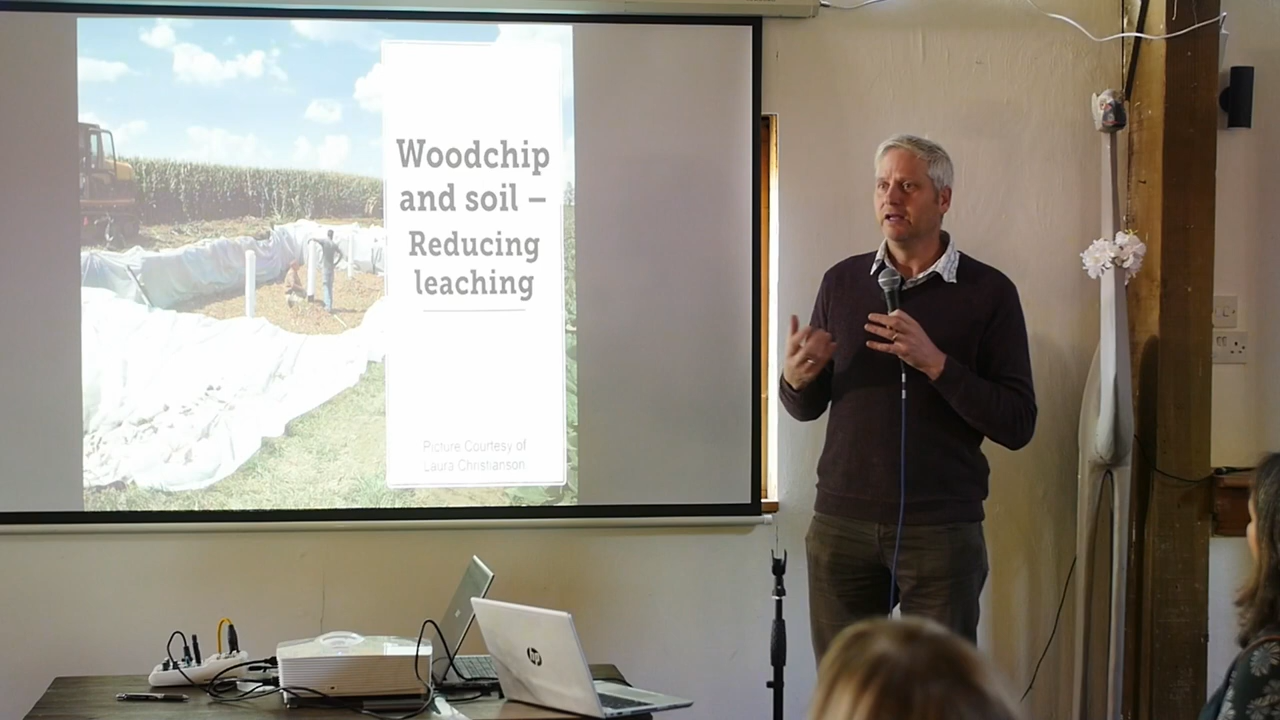 Woodchip
and soil –
Reducing
leaching
Picture Courtesy of
Laura Christianson
hp